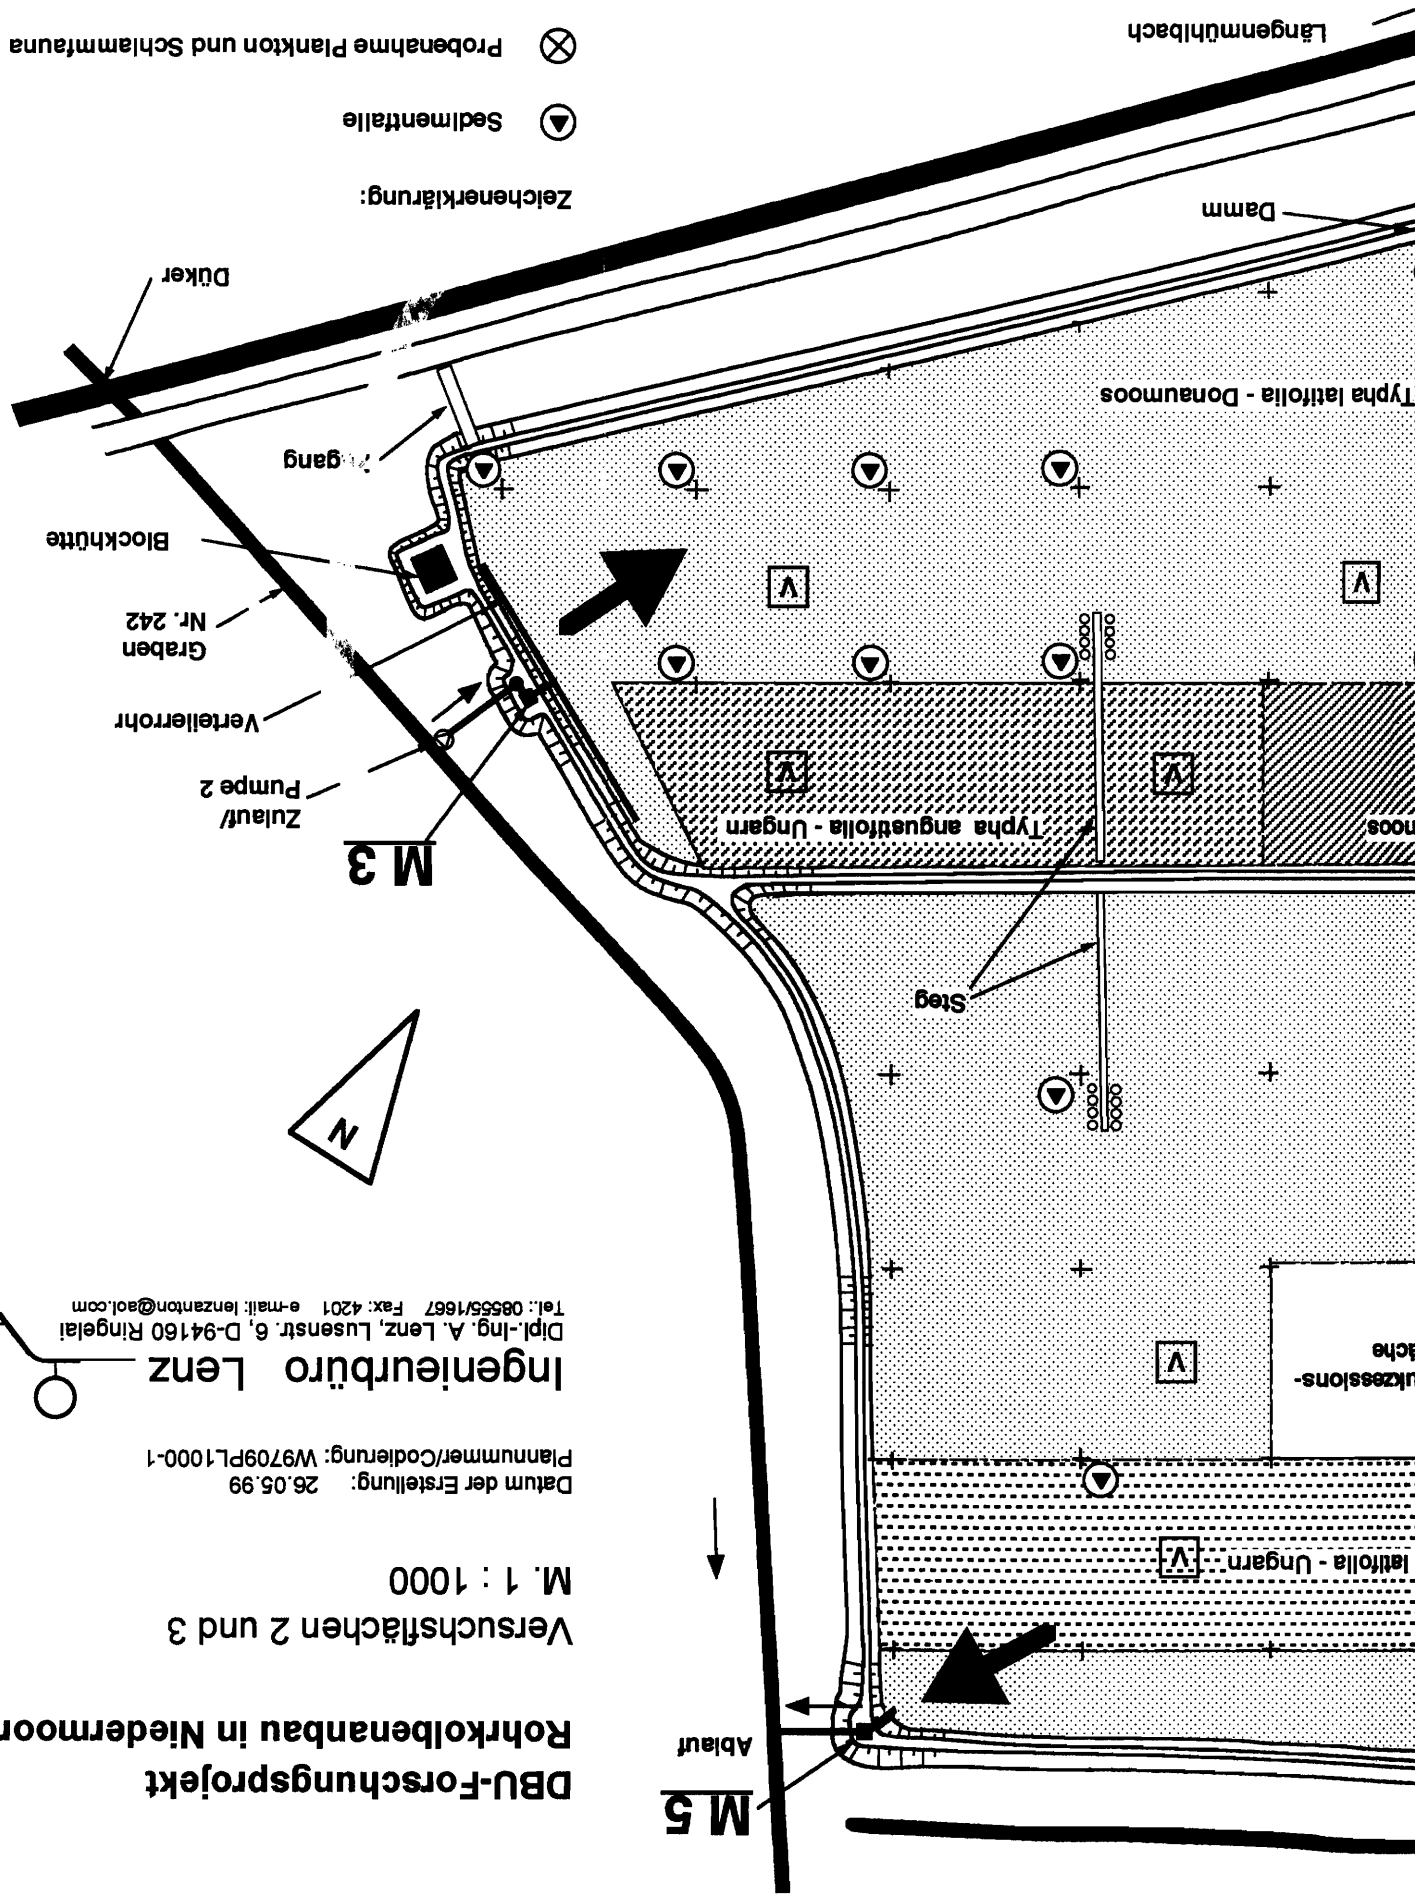 DBU-Forschungsprojekt
Rohrkolbenanbau in Niedermoor
Versuchsflächen 2 und 3
M. 1 : 1000
Datum der Erstellung: 26.05.99
Plannummer/Codierung: W9709PL1000-1
Ingenieurbüro Lenz
Dipl.-Ing. A. Lenz, Lusenstr. 6, D-94160 Ringelai
Tel.: 08555/1667 Fax: 4201 e-mail: lenzanton@aol.com
N
M 5
Ablauf
latifolia - Ungarn
V
ukzessions-
äche
V
Steg
M 3
Zulauf/
Pumpe 2
Verteilerrohr
Graben
Nr. 242
Blockhütte
gang
Düker
Typha angustifolia - Ungarn
moos
V
V
V
V
Typha latifolia - Donaumoos
Damm
Längenmühlbach
Zeichenerklärung:
Sedimentfalle
Probenahme Plankton und Schlammfauna